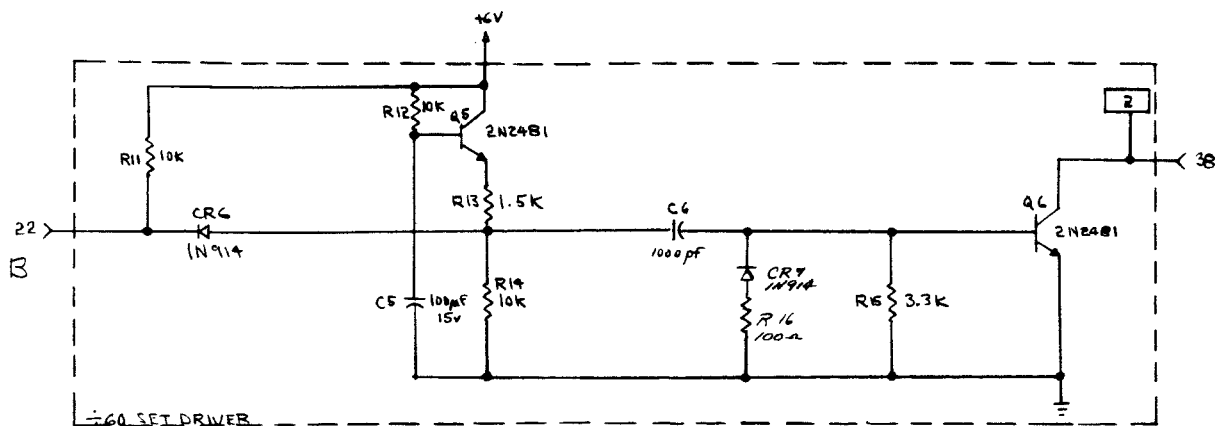 +6V
2
R12
10K
Q5
2N2481
R11
10K
38
R13
1.5K
CR6
1N914
C6
1000pf
Q6
2N2481
22
B
C5
100µF
15V
R14
10K
CR7
1N914
R16
100Ω
R15
3.3K
÷60 SET DRIVER